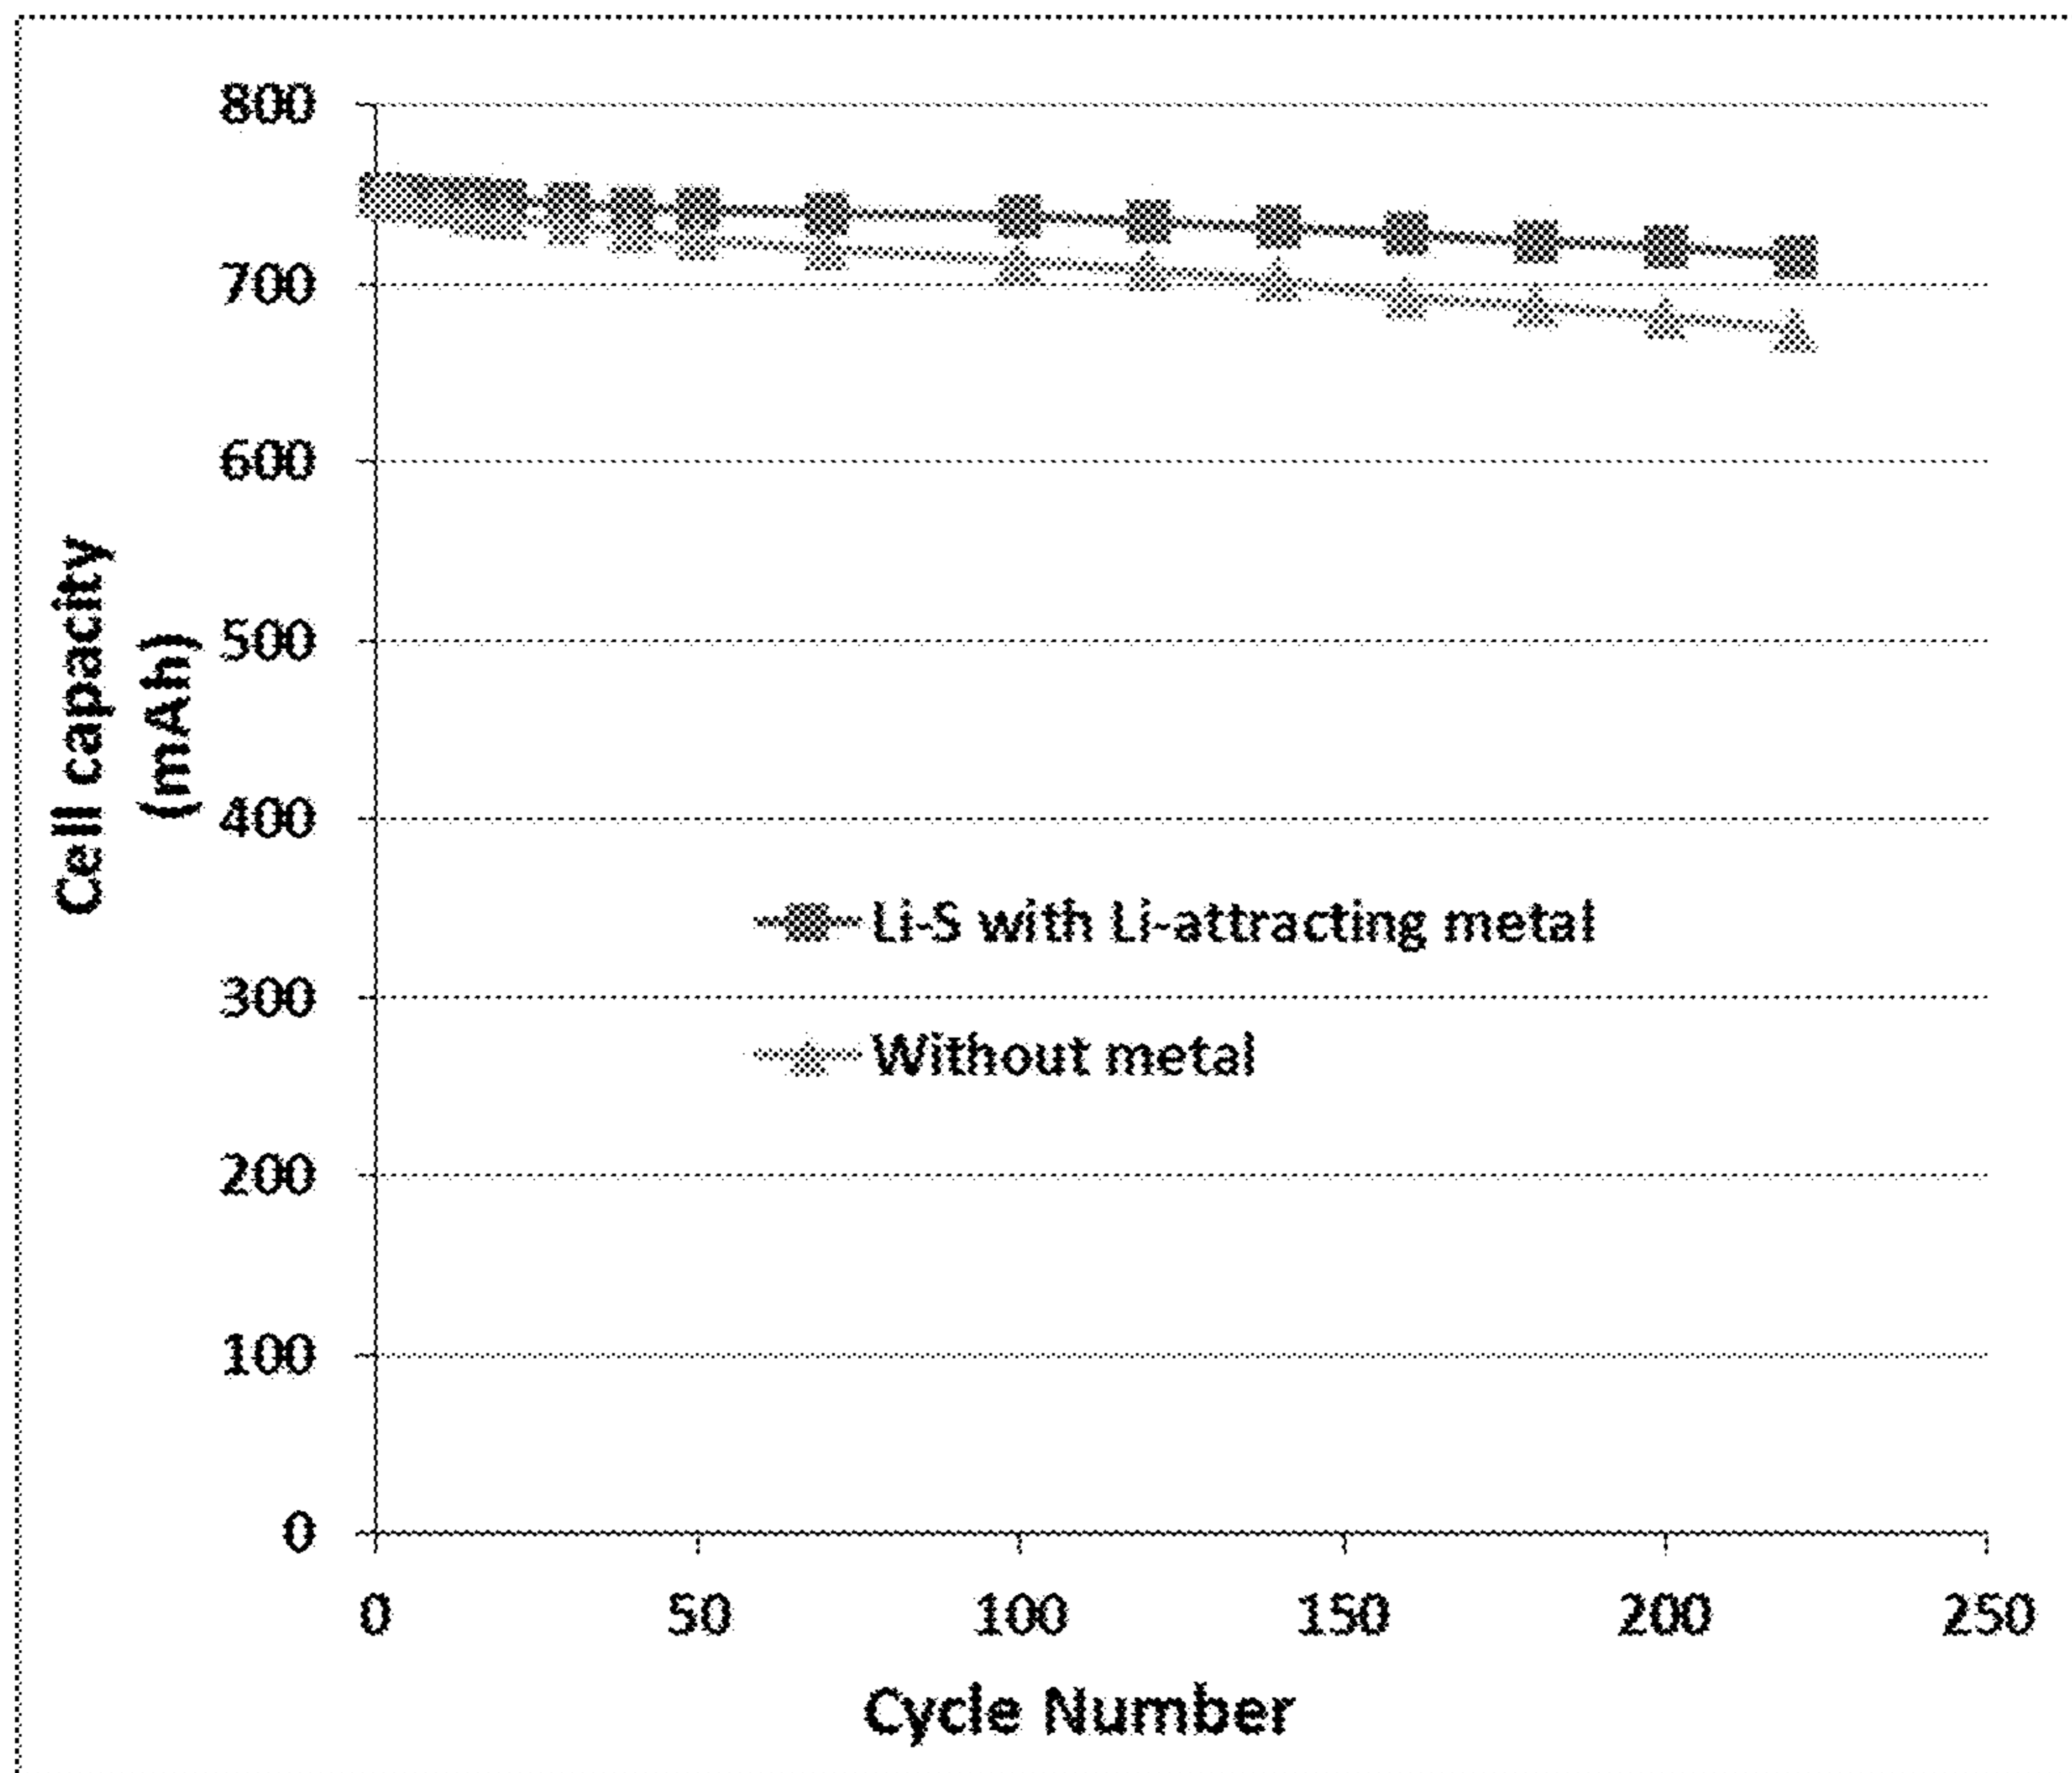 800
700
600
500
400
300
200
100
0
Cell capacity
(mAh)
Li-S with Li-attracting metal
Without metal
0 50 100 150 200 250
Cycle Number